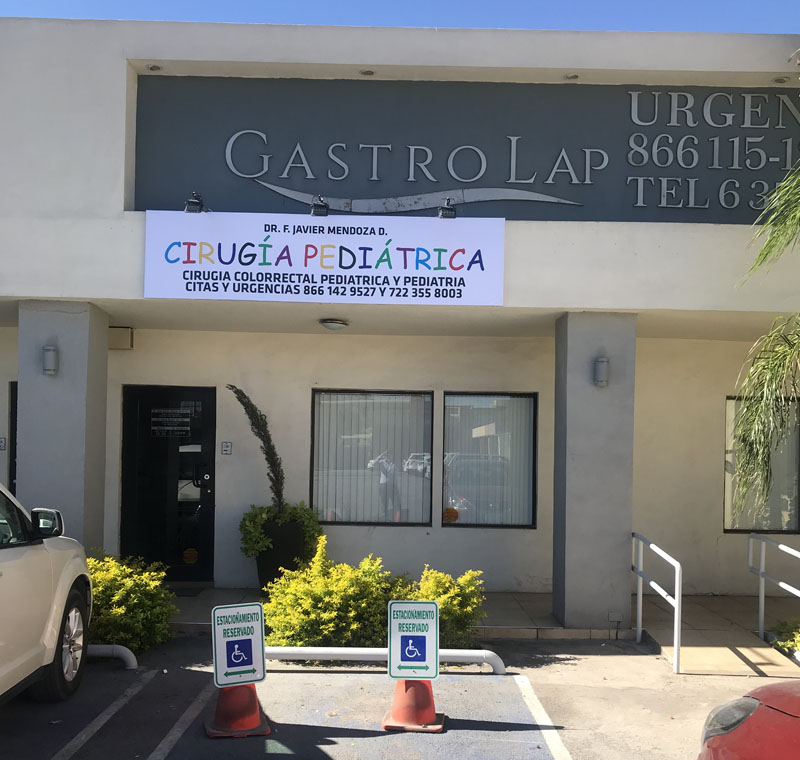 GASTRO LAP
866 115-1
TEL 6 3
DR. F. JAVIER MENDOZA D.
CIRUGÍA PEDIÁTRICA
CIRUGIA COLORRECTAL PEDIATRICA Y PEDIATRIA
CITAS Y URGENCIAS 866 142 9527 Y 722 355 8003
ESTACIONAMIENTO
RESERVADO
ESTACIONAMIENTO
RESERVADO